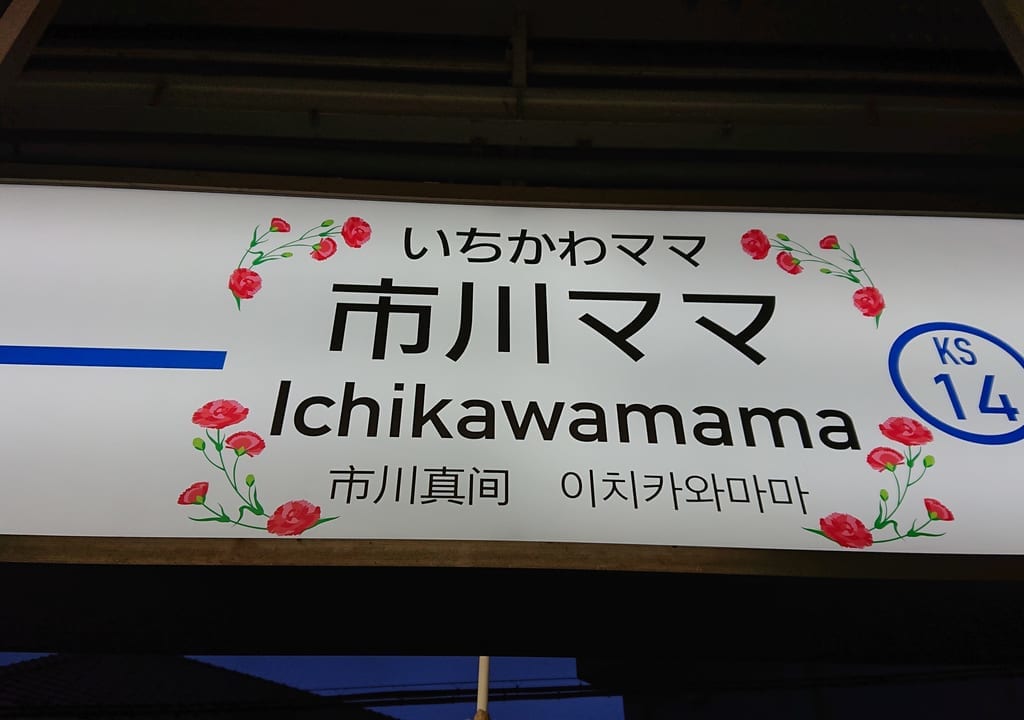 いちかわママ
市川ママ
Ichikawamama
市川真间 이치카와마마
KS
14